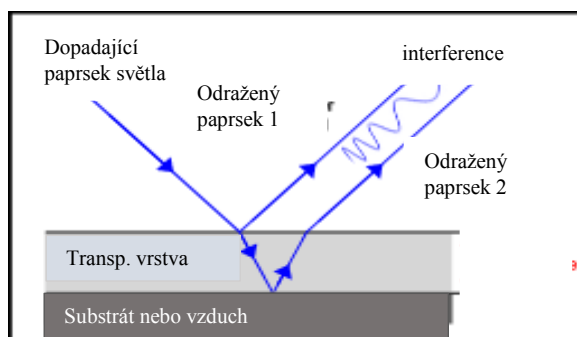 Dopadající
paprsek světla
Odražený
paprsek 1
interference
Odražený
paprsek 2
Transp. vrstva
Substrát nebo vzduch